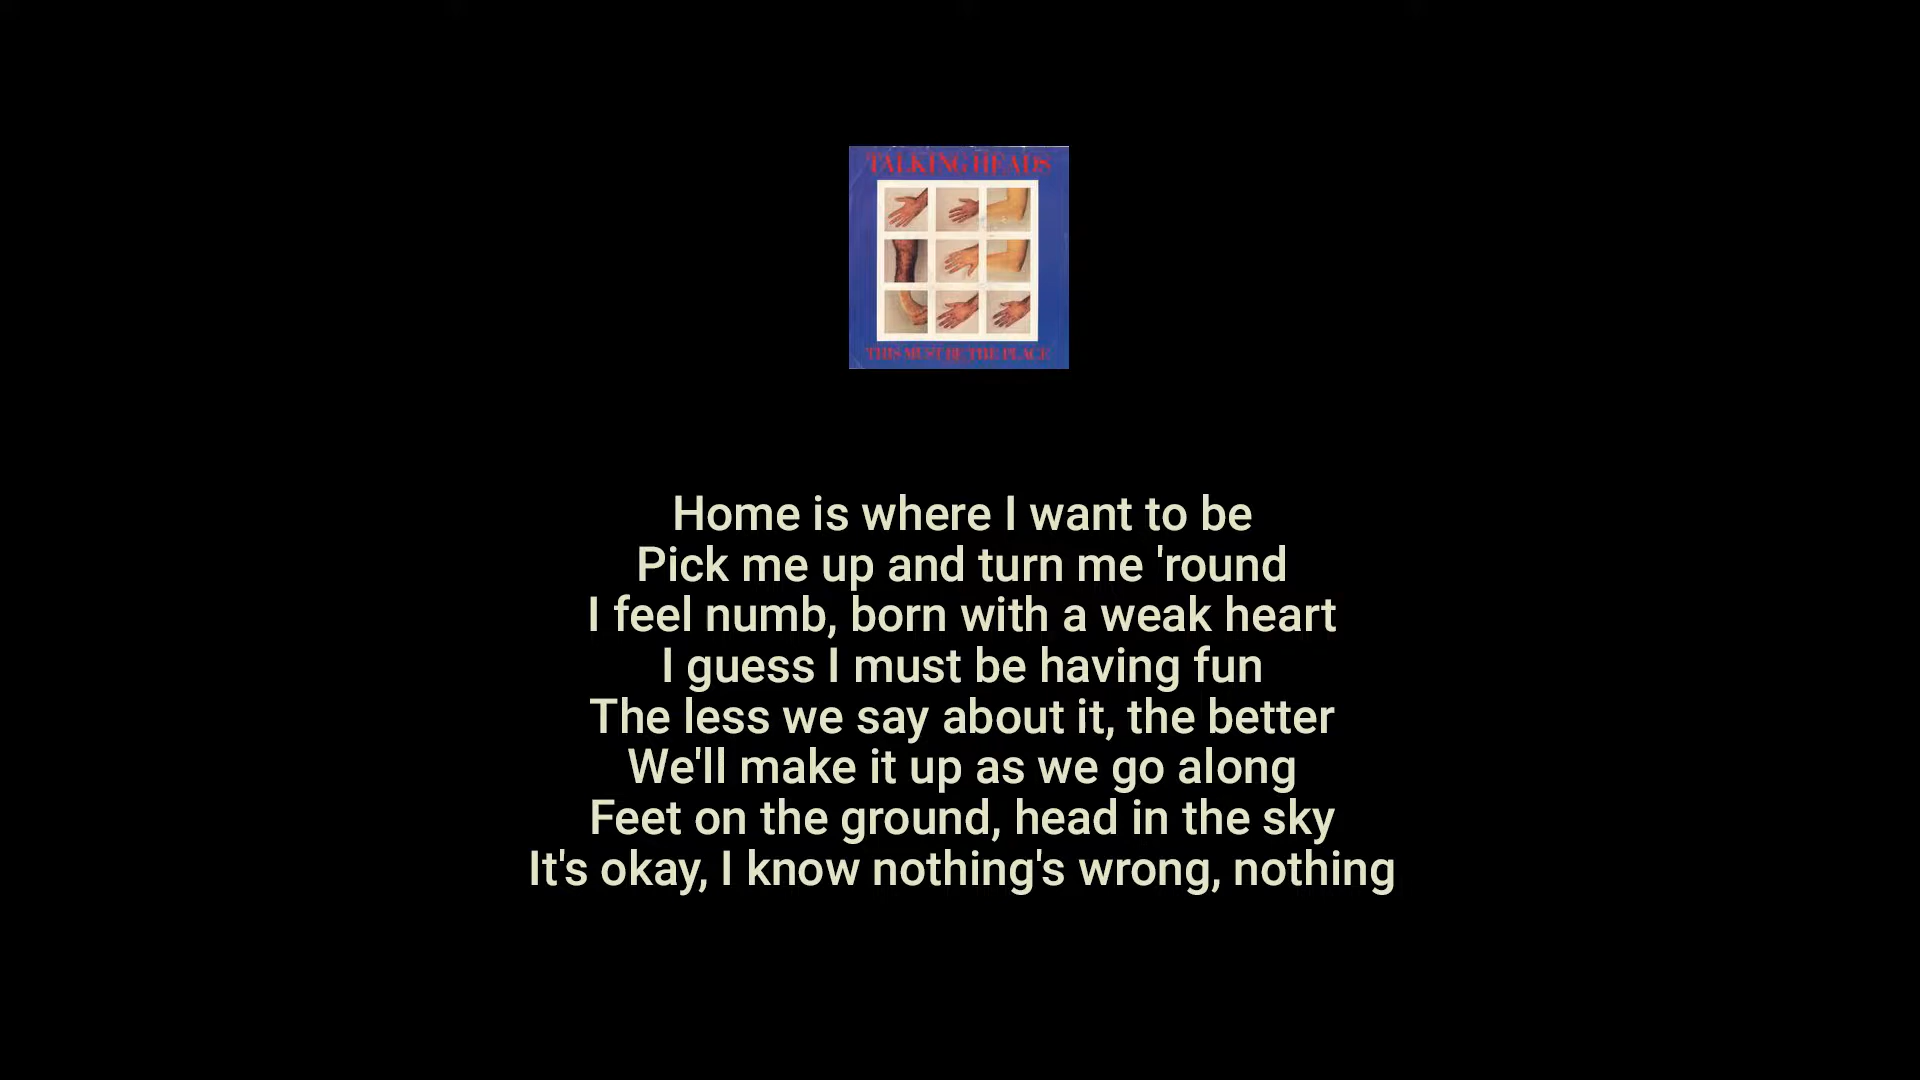 TALKING HEADS
THIS MUST BE THE PLACE
Home is where I want to be
Pick me up and turn me 'round
I feel numb, born with a weak heart
I guess I must be having fun
The less we say about it, the better
We'll make it up as we go along
Feet on the ground, head in the sky
It's okay, I know nothing's wrong, nothing